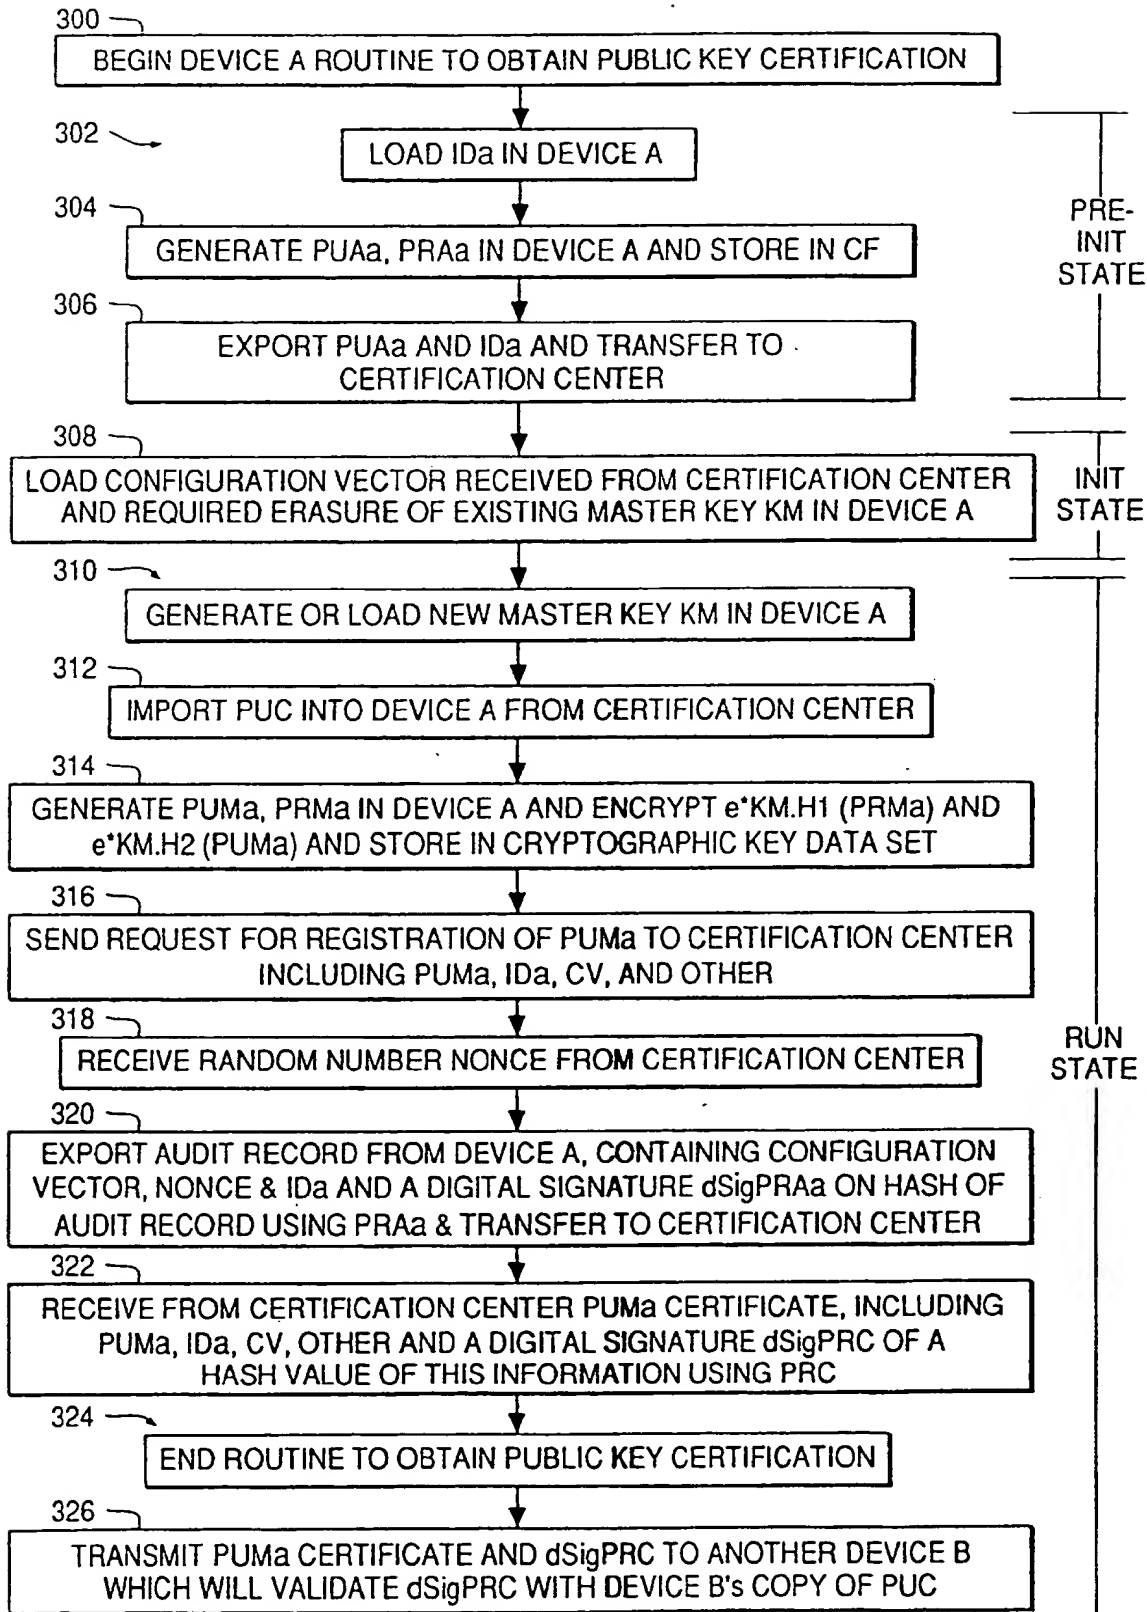 300
BEGIN DEVICE A ROUTINE TO OBTAIN PUBLIC KEY CERTIFICATION
302
LOAD IDa IN DEVICE A
304
GENERATE PUAa, PRAa IN DEVICE A AND STORE IN CF
306
EXPORT PUAa AND IDa AND TRANSFER TO
CERTIFICATION CENTER
PRE-
INIT
STATE
308
LOAD CONFIGURATION VECTOR RECEIVED FROM CERTIFICATION CENTER
AND REQUIRED ERASURE OF EXISTING MASTER KEY KM IN DEVICE A
INIT
STATE
310
GENERATE OR LOAD NEW MASTER KEY KM IN DEVICE A
312
IMPORT PUC INTO DEVICE A FROM CERTIFICATION CENTER
314
GENERATE PUMa, PRMa IN DEVICE A AND ENCRYPT e*KM.H1 (PRMa) AND
e*KM.H2 (PUMa) AND STORE IN CRYPTOGRAPHIC KEY DATA SET
316
SEND REQUEST FOR REGISTRATION OF PUMa TO CERTIFICATION CENTER
INCLUDING PUMa, IDa, CV, AND OTHER
318
RECEIVE RANDOM NUMBER NONCE FROM CERTIFICATION CENTER
RUN
STATE
320
EXPORT AUDIT RECORD FROM DEVICE A, CONTAINING CONFIGURATION
VECTOR, NONCE & IDa AND A DIGITAL SIGNATURE dSigPRAa ON HASH OF
AUDIT RECORD USING PRAa & TRANSFER TO CERTIFICATION CENTER
322
RECEIVE FROM CERTIFICATION CENTER PUMa CERTIFICATE, INCLUDING
PUMa, IDa, CV, OTHER AND A DIGITAL SIGNATURE dSigPRC OF A
HASH VALUE OF THIS INFORMATION USING PRC
324
END ROUTINE TO OBTAIN PUBLIC KEY CERTIFICATION
326
TRANSMIT PUMa CERTIFICATE AND dSigPRC TO ANOTHER DEVICE B
WHICH WILL VALIDATE dSigPRC WITH DEVICE B's COPY OF PUC